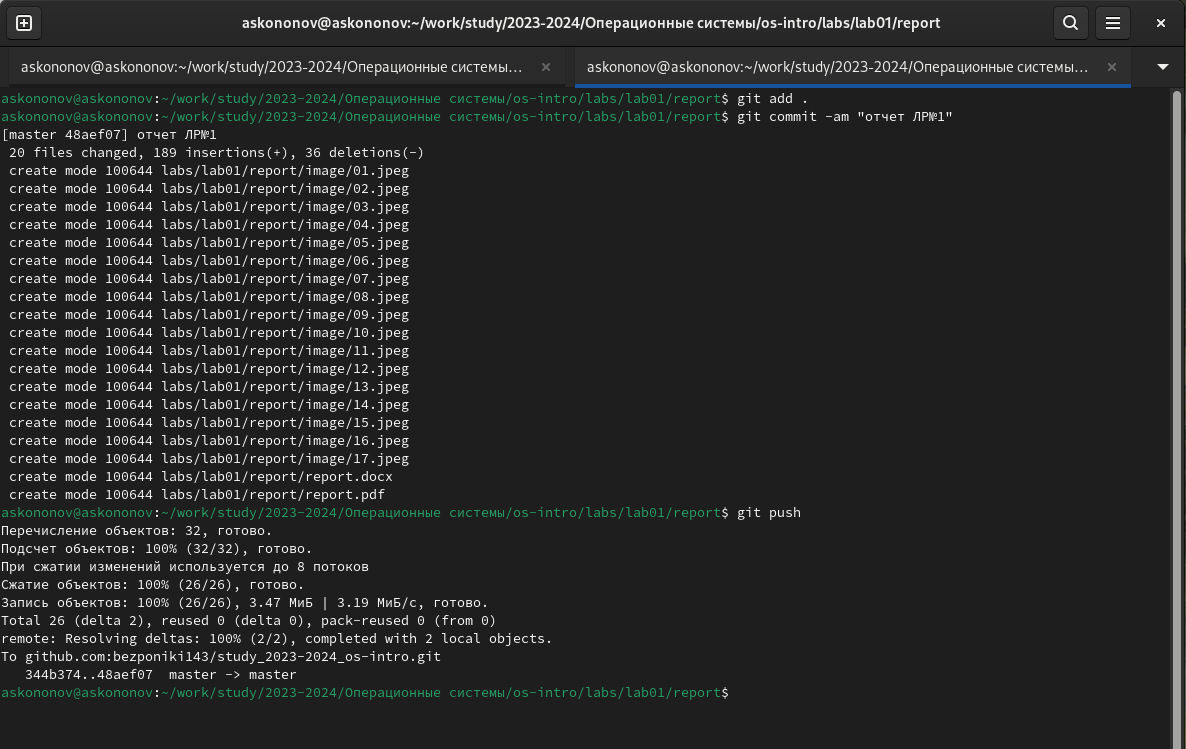 askononov@askononov:~/work/study/2023-2024/Операционные системы/os-intro/labs/lab01/report
askononov@askononov:~/work/study/2023-2024/Операционные системы... ×
askononov@askononov:~/work/study/2023-2024/Операционные системы... ×
askononov@askononov:~/work/study/2023-2024/Операционные системы/os-intro/labs/lab01/report$ git add .
askononov@askononov:~/work/study/2023-2024/Операционные системы/os-intro/labs/lab01/report$ git commit -am "отчет ЛР№1"
[master 48aef07] отчет ЛР№1
 20 files changed, 189 insertions(+), 36 deletions(-)
 create mode 100644 labs/lab01/report/image/01.jpeg
 create mode 100644 labs/lab01/report/image/02.jpeg
 create mode 100644 labs/lab01/report/image/03.jpeg
 create mode 100644 labs/lab01/report/image/04.jpeg
 create mode 100644 labs/lab01/report/image/05.jpeg
 create mode 100644 labs/lab01/report/image/06.jpeg
 create mode 100644 labs/lab01/report/image/07.jpeg
 create mode 100644 labs/lab01/report/image/08.jpeg
 create mode 100644 labs/lab01/report/image/09.jpeg
 create mode 100644 labs/lab01/report/image/10.jpeg
 create mode 100644 labs/lab01/report/image/11.jpeg
 create mode 100644 labs/lab01/report/image/12.jpeg
 create mode 100644 labs/lab01/report/image/13.jpeg
 create mode 100644 labs/lab01/report/image/14.jpeg
 create mode 100644 labs/lab01/report/image/15.jpeg
 create mode 100644 labs/lab01/report/image/16.jpeg
 create mode 100644 labs/lab01/report/image/17.jpeg
 create mode 100644 labs/lab01/report/report.docx
 create mode 100644 labs/lab01/report/report.pdf
askononov@askononov:~/work/study/2023-2024/Операционные системы/os-intro/labs/lab01/report$ git push
Перечисление объектов: 32, готово.
Подсчет объектов: 100% (32/32), готово.
При сжатии изменений используется до 8 потоков
Сжатие объектов: 100% (26/26), готово.
Запись объектов: 100% (26/26), 3.47 МиБ | 3.19 МиБ/с, готово.
Total 26 (delta 2), reused 0 (delta 0), pack-reused 0 (from 0)
remote: Resolving deltas: 100% (2/2), completed with 2 local objects.
To github.com:bezponiki143/study_2023-2024_os-intro.git
   344b374..48aef07  master -> master
askononov@askononov:~/work/study/2023-2024/Операционные системы/os-intro/labs/lab01/report$